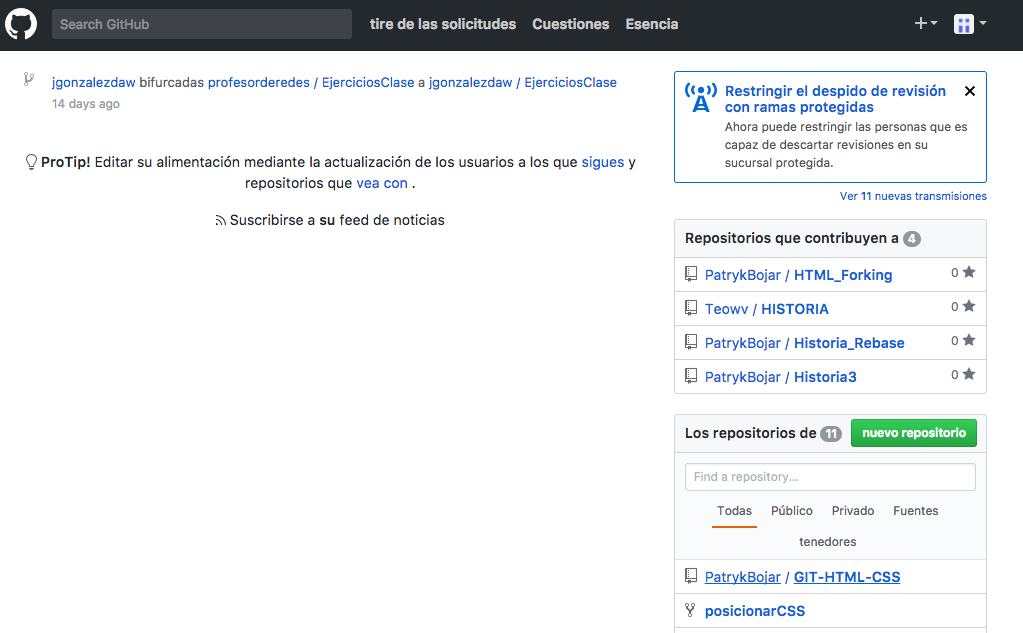 Search GitHub
tire de las solicitudes Cuestiones Esencia
jgonzalezdaw bifurcadas profesorderedes / EjerciciosClase a jgonzalezdaw / EjerciciosClase
14 days ago
ProTip! Editar su alimentación mediante la actualización de los usuarios a los que sigues y
repositorios que vea con .
Suscribirse a su feed de noticias
Restringir el despido de revisión
con ramas protegidas
Ahora puede restringir las personas que es
capaz de descartar revisiones en su
sucursal protegida.
Ver 11 nuevas transmisiones
Repositorios que contribuyen a 4
PatrykBojar / HTML_Forking 0
Teowv / HISTORIA 0
PatrykBojar / Historia_Rebase 0
PatrykBojar / Historia3 0
Los repositorios de 11 nuevo repositorio
Find a repository...
Todas Público Privado Fuentes
tenedores
PatrykBojar / GIT-HTML-CSS
posicionarCSS